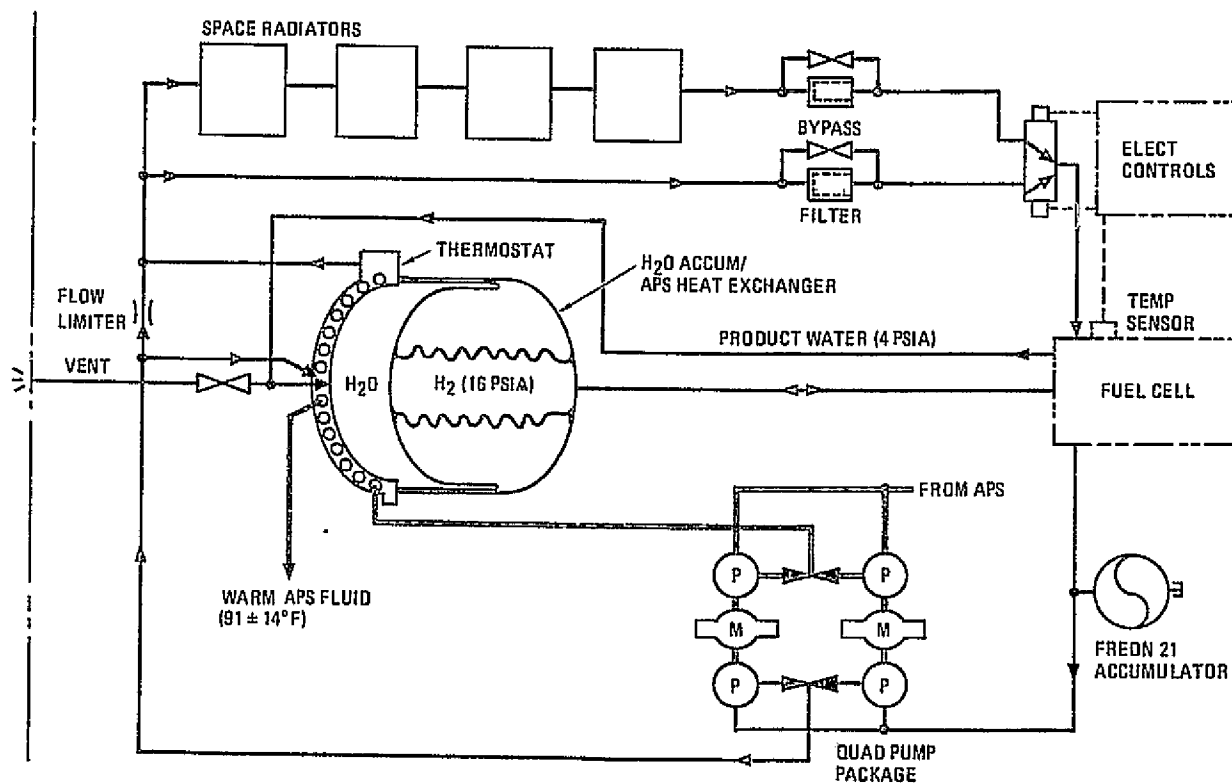 SPACE RADIATORS
BYPASS
ELECT
CONTROLS
FILTER
THERMOSTAT
H₂O ACCUM/
APS HEAT EXCHANGER
FLOW
LIMITER
TEMP
SENSOR
PRODUCT WATER (4 PSIA)
VENT
H₂O
H₂ (16 PSIA)
FUEL CELL
FROM APS
P
P
WARM APS FLUID
(91 ± 14°F)
M
M
FREON 21
ACCUMULATOR
P
P
QUAD PUMP
PACKAGE